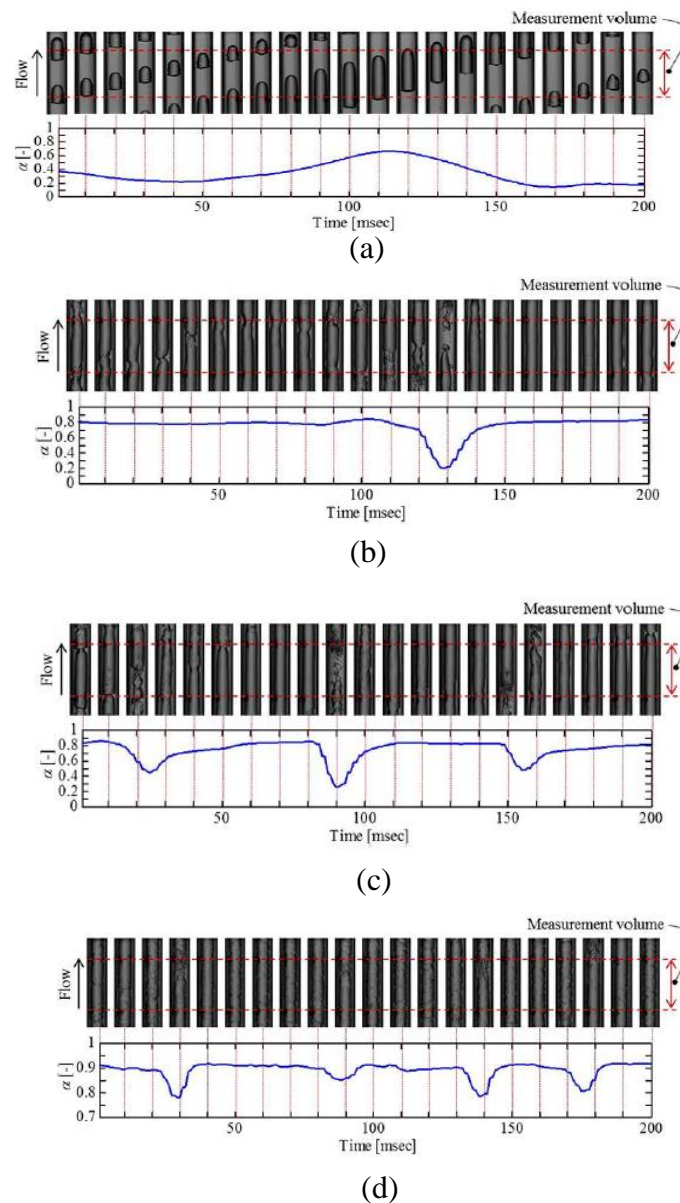 Measurement volume
Flow
α [-]
1
0.8
0.6
0.4
0.2
0
50 100 150 200
Time [msec]
(a)
Measurement volume
Flow
α [-]
1
0.8
0.6
0.4
0.2
0
50 100 150 200
Time [msec]
(b)
Measurement volume
Flow
α [-]
1
0.8
0.6
0.4
0.2
0
50 100 150 200
Time [msec]
(c)
Measurement volume
Flow
α [-]
1
0.9
0.8
0.7
50 100 150 200
Time [msec]
(d)